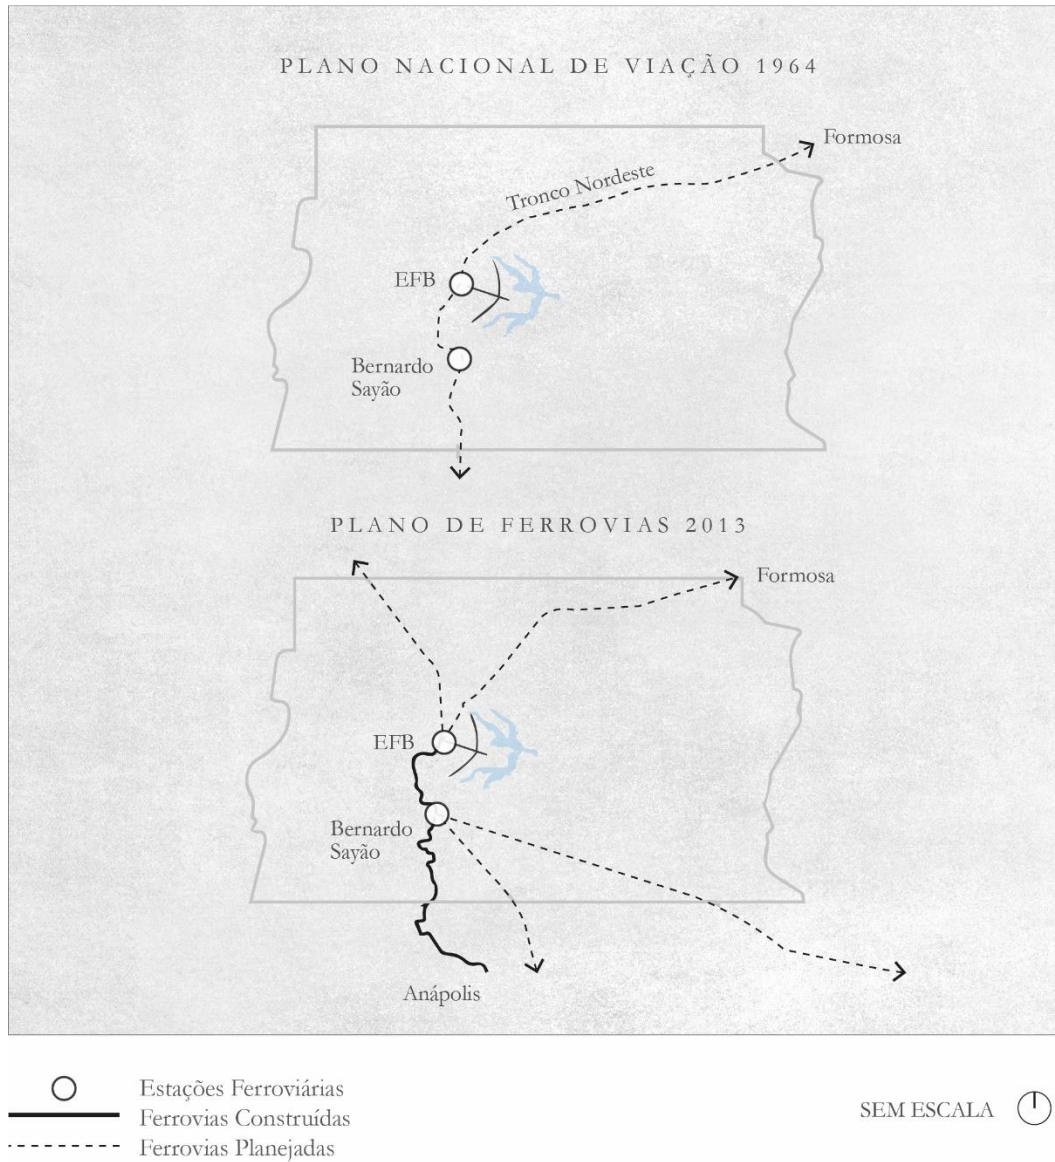 PLANO NACIONAL DE VIAÇÃO 1964
Formosa
Tronco Nordeste
EFB
Bernardo
Sayão
PLANO DE FERROVIAS 2013
Formosa
EFB
Bernardo
Sayão
Anápolis
Estações Ferroviárias
Ferrovias Construídas
Ferrovias Planejadas
SEM ESCALA